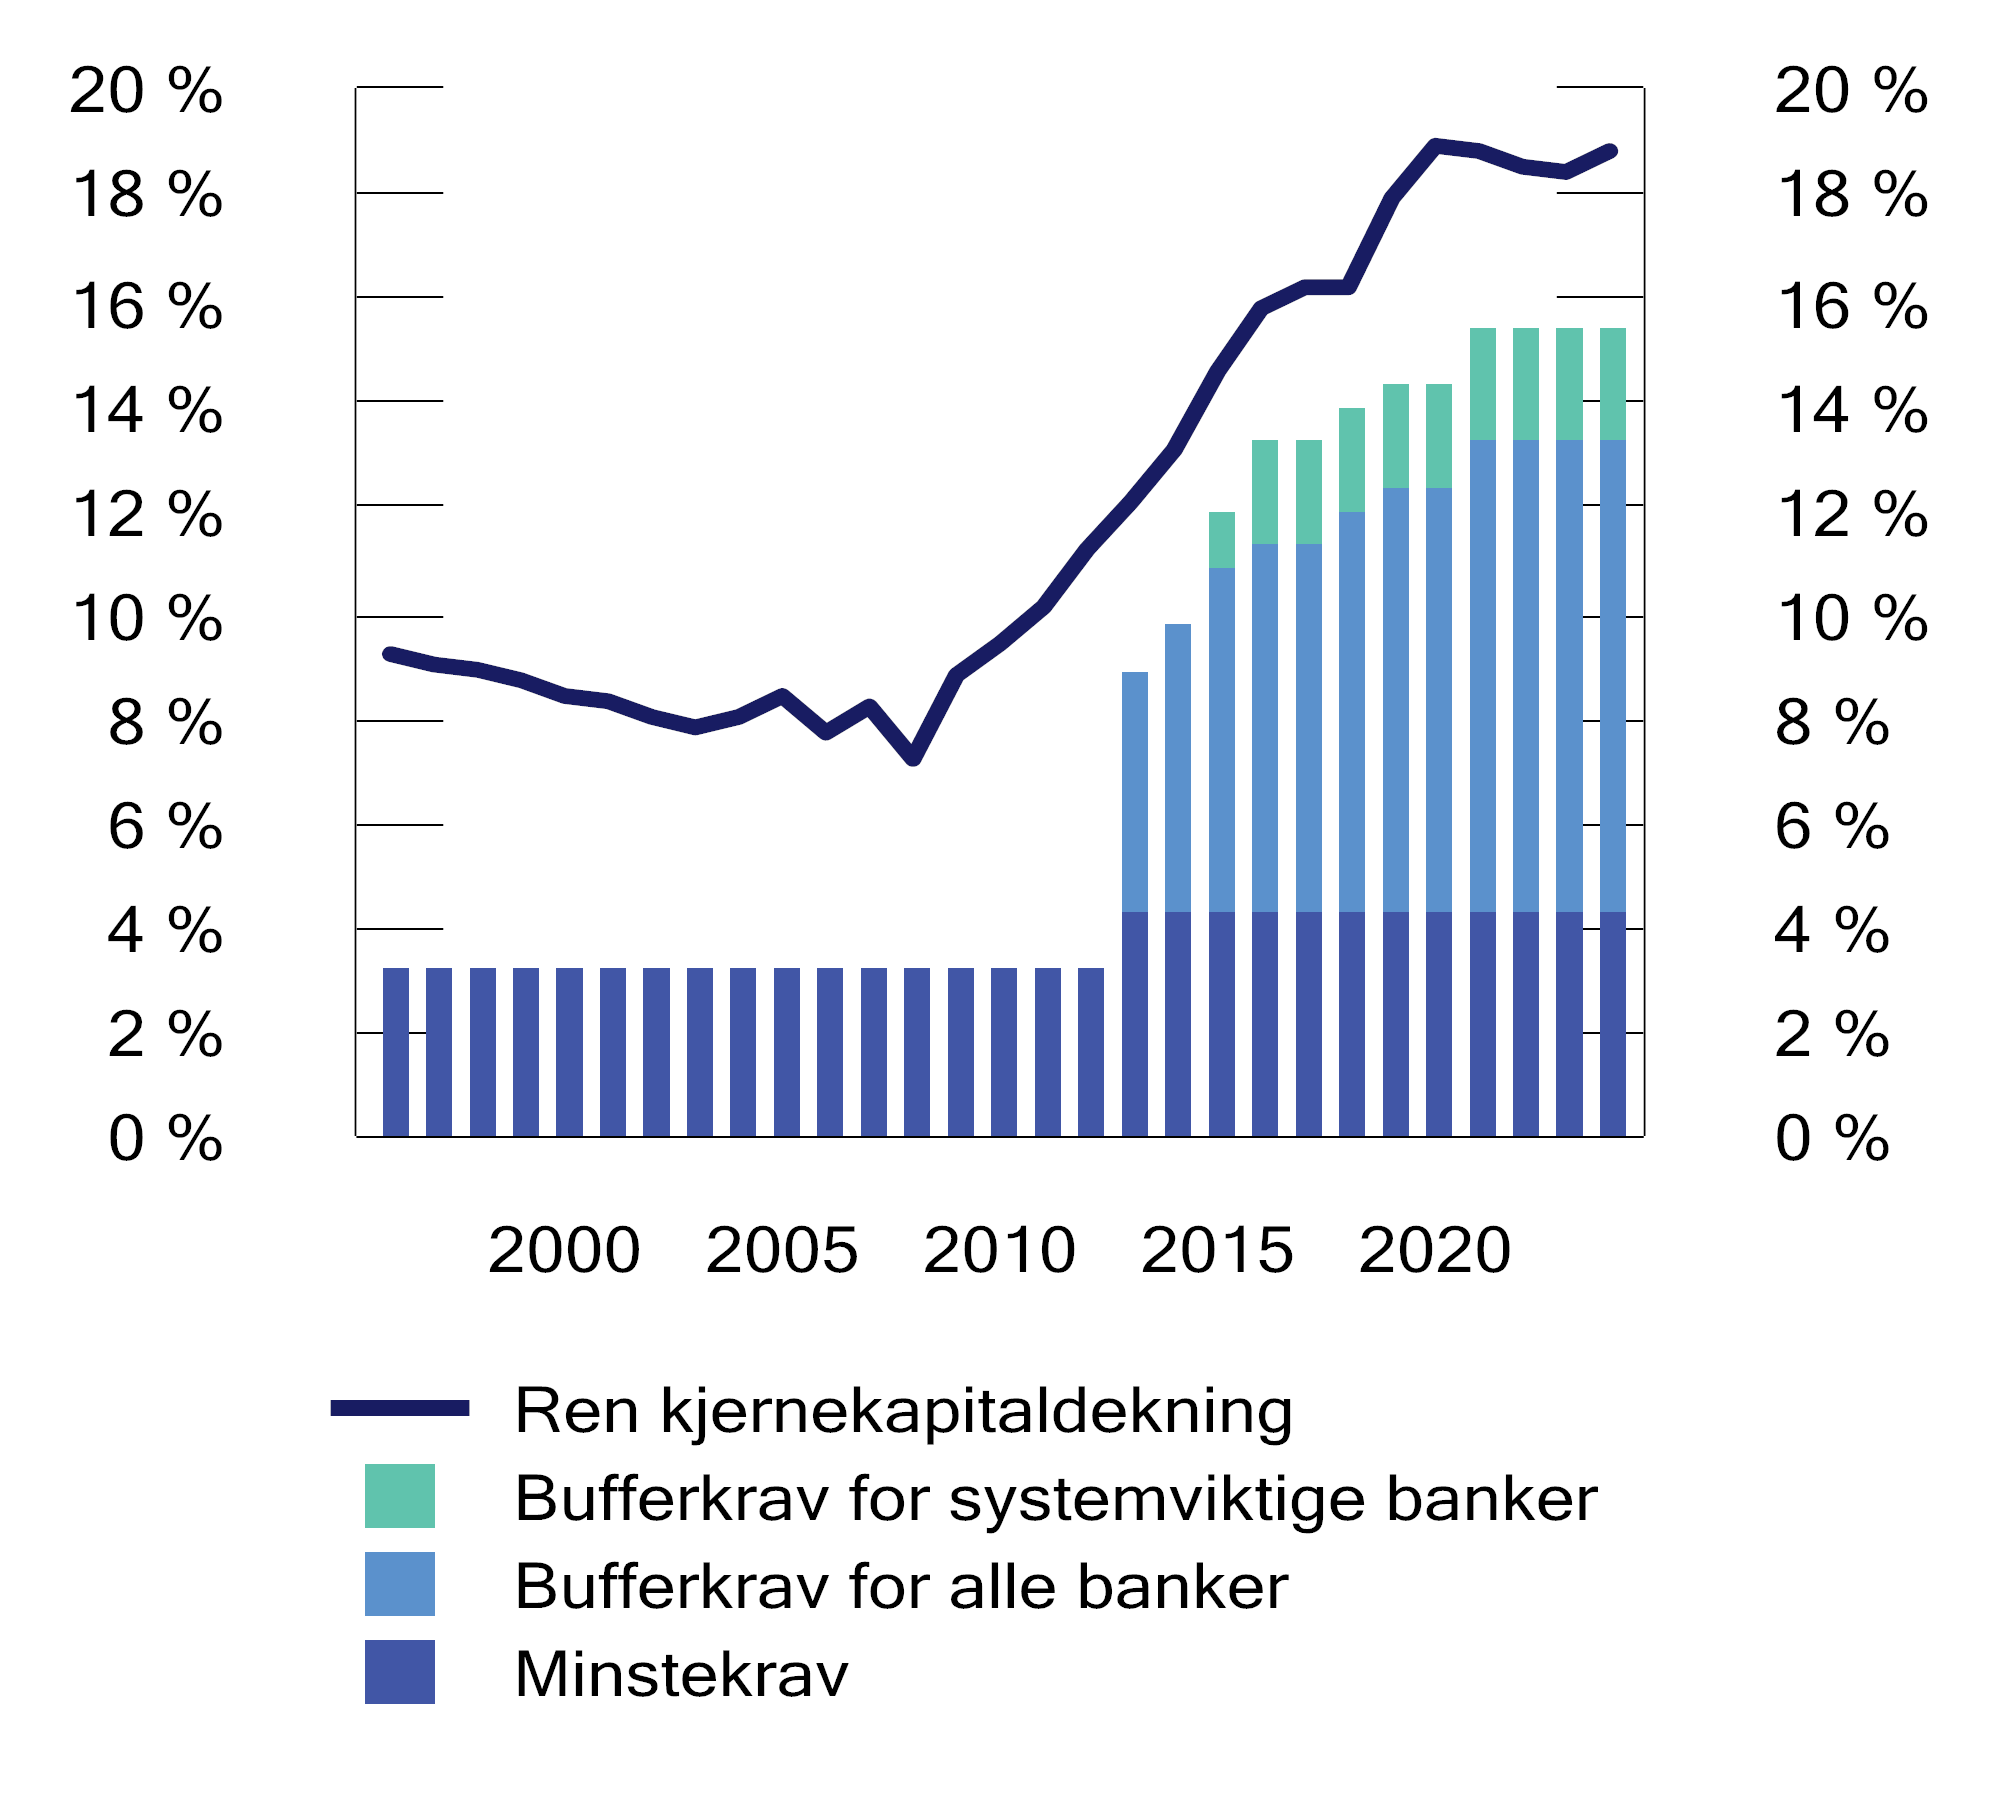 20 % 20 %
18 % 18 %
16 % 16 %
14 % 14 %
12 % 12 %
10 % 10 %
8 % 8 %
6 % 6 %
4 % 4 %
2 % 2 %
0 % 0 %
2000 2005 2010 2015 2020
Ren kjernekapitaldekning
Bufferkrav for systemviktige banker
Bufferkrav for alle banker
Minstekrav